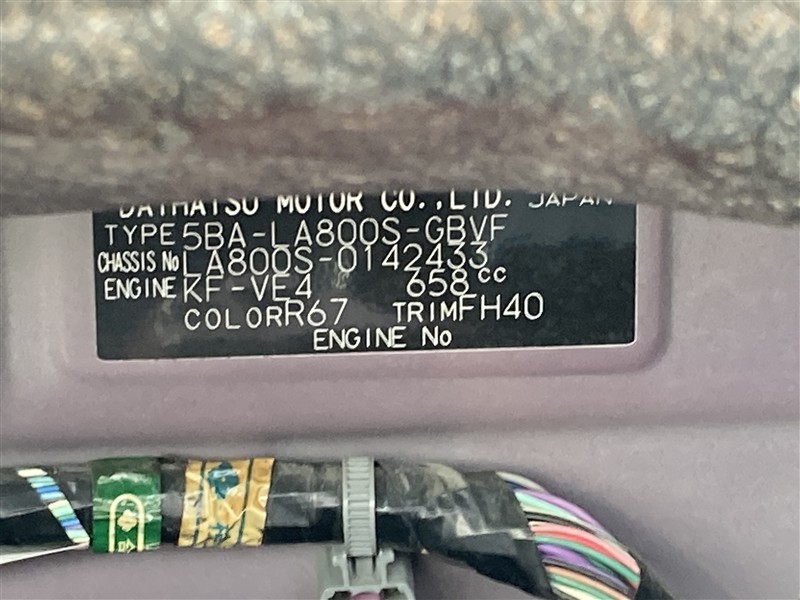 DAIHATSU MOTOR CO.,LTD. JAPAN
TYPE 5BA-LA800S-GBVF
CHASSIS No LA800S-0142433
ENGINE KF-VE4 658cc
COLOR R67 TRIM FH40
ENGINE No